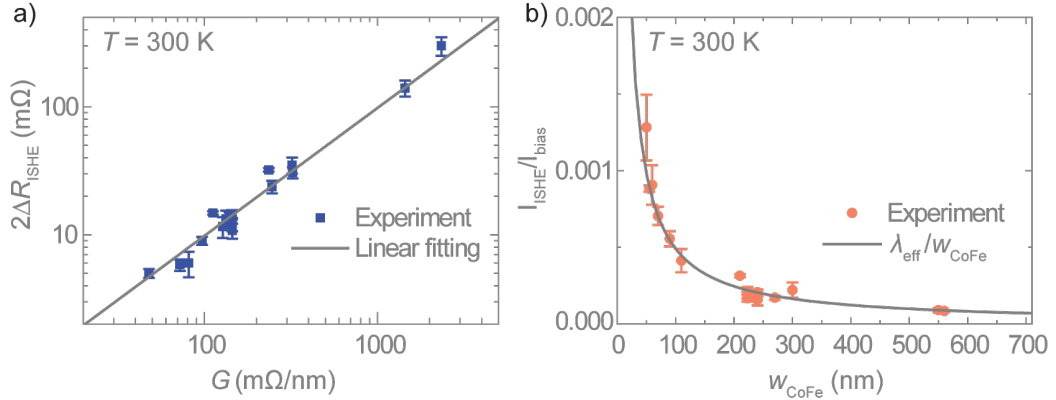 a)
T = 300 K
100
10
2ΔR_ISHE (mΩ)
Experiment
Linear fitting
100
1000
G (mΩ/nm)
b)
0.002
T = 300 K
0.001
I_ISHE/I_bias
Experiment
λ_eff/w_CoFe
0.000
0
100
200
300
400
500
600
700
w_CoFe (nm)